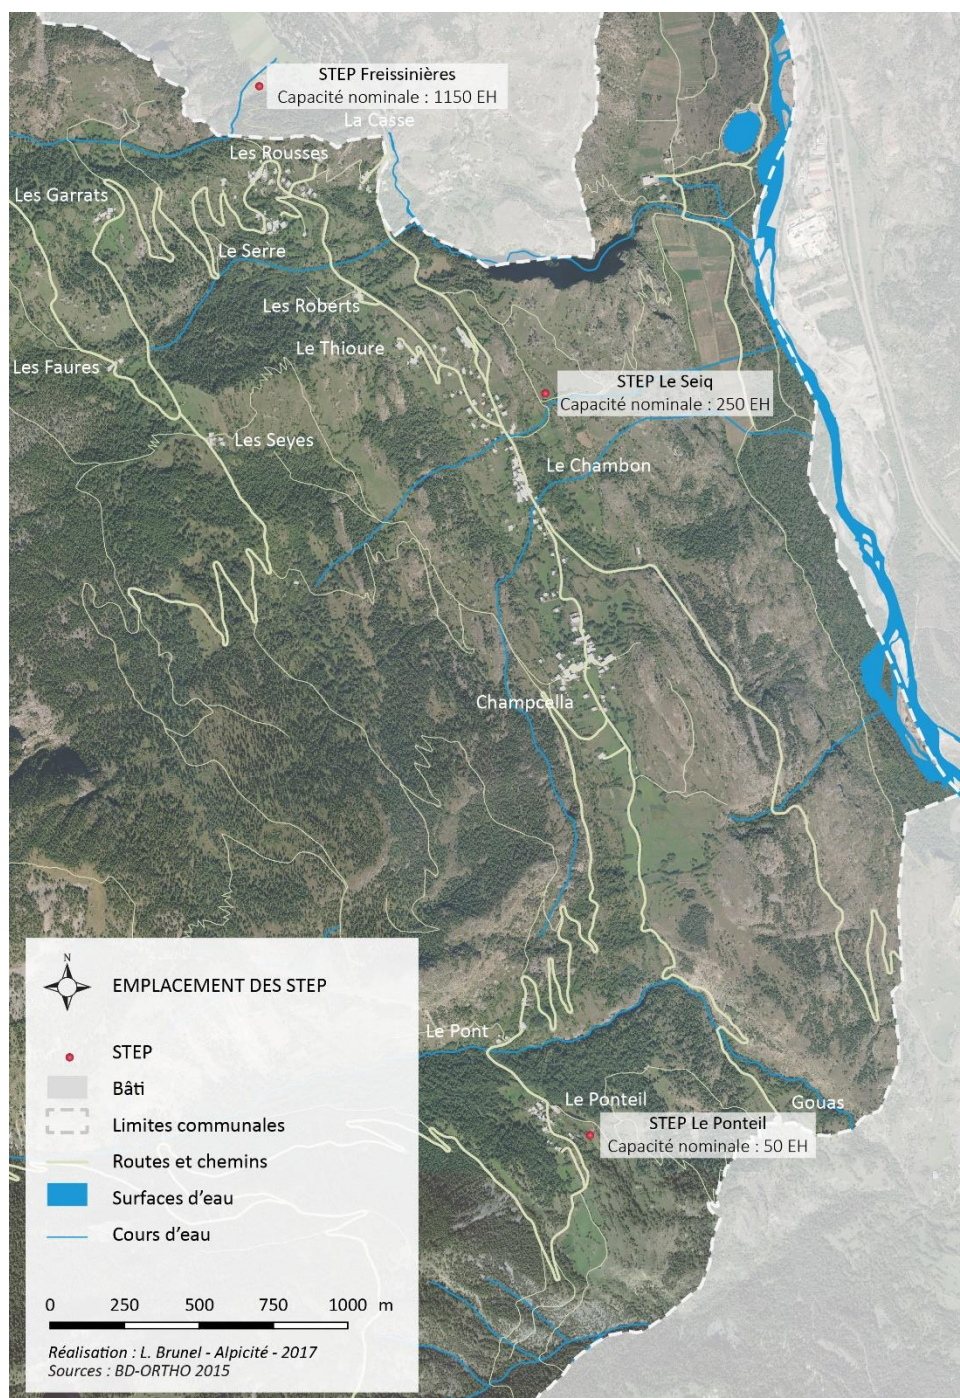 STEP Freissinières
Capacité nominale : 1150 EH
La Casse
Les Rousses
Les Garrats
Le Serre
Les Roberts
Le Thioure
Les Faures
STEP Le Seiq
Capacité nominale : 250 EH
Les Seyes
Le Chambon
Champcella
Le Pont
Le Ponteil
Gouas
STEP Le Ponteil
Capacité nominale : 50 EH
N
EMPLACEMENT DES STEP
STEP
Bâti
Limites communales
Routes et chemins
Surfaces d'eau
Cours d'eau
0 250 500 750 1000 m
Réalisation : L. Brunel - Alpicité - 2017
Sources : BD-ORTHO 2015